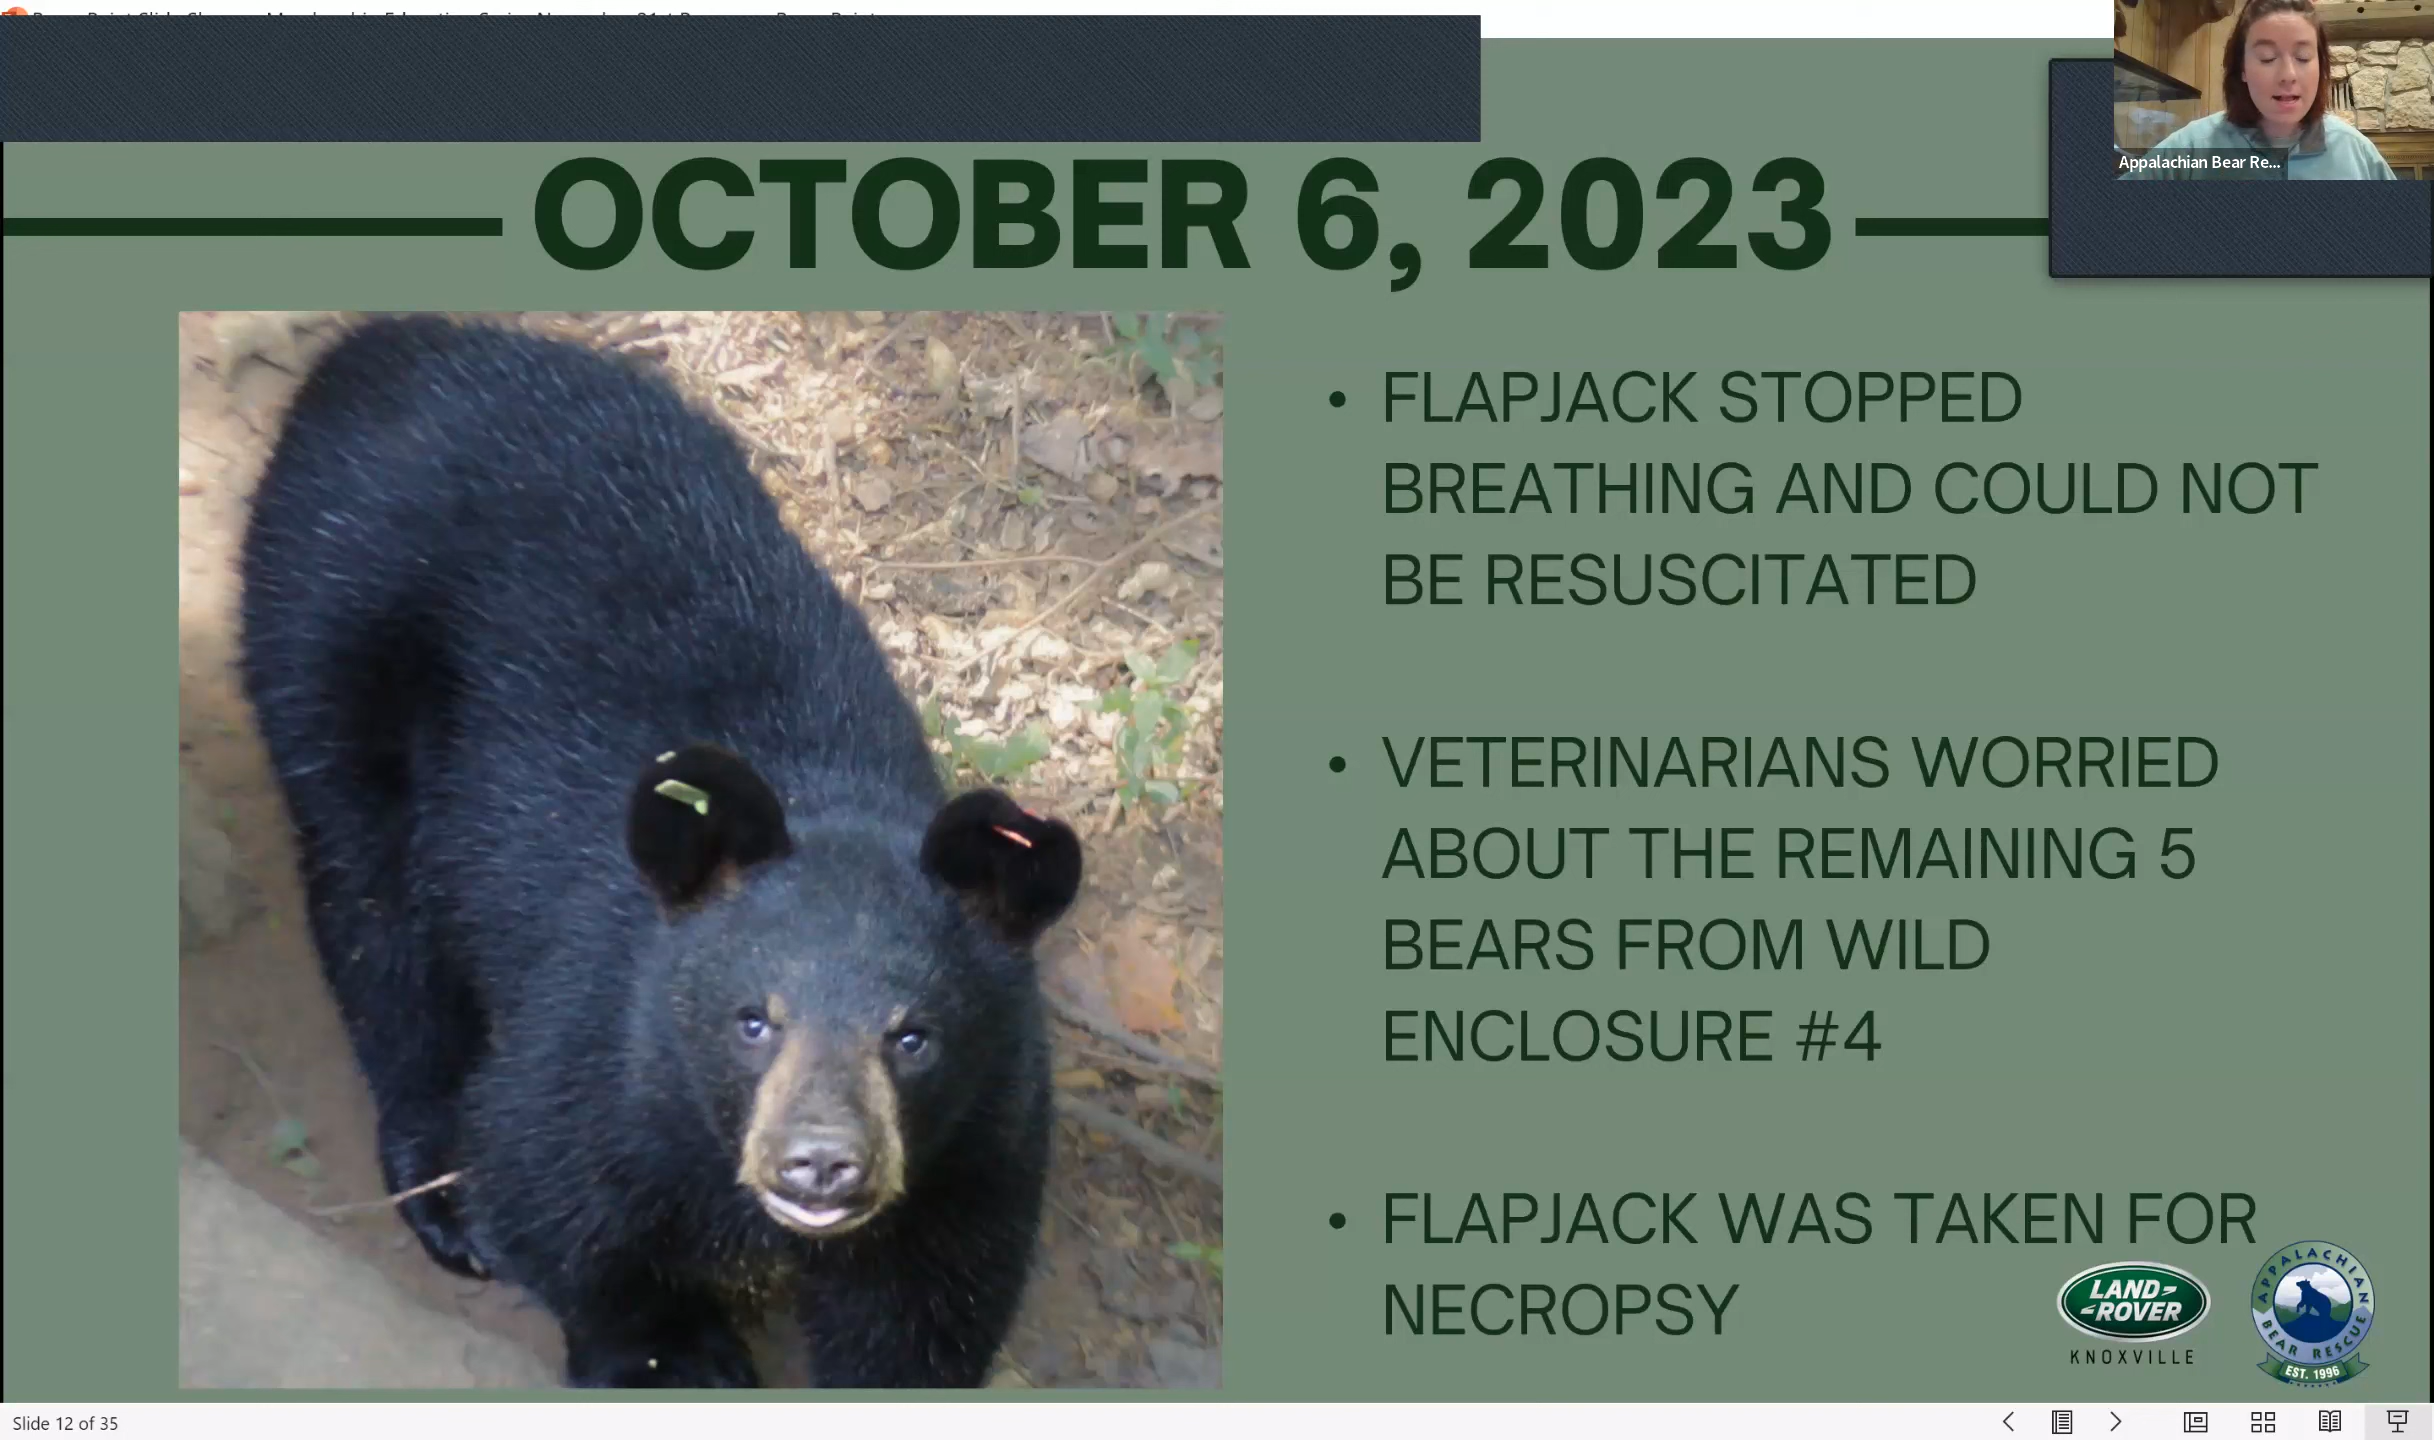 Appalachian Bear Re...
OCTOBER 6, 2023
• FLAPJACK STOPPED
BREATHING AND COULD NOT
BE RESUSCITATED
• VETERINARIANS WORRIED
ABOUT THE REMAINING 5
BEARS FROM WILD
ENCLOSURE #4
• FLAPJACK WAS TAKEN FOR
NECROPSY
LAND-
-ROVER
KNOXVILLE
APPALACHIAN
BEAR RESCUE
EST. 1996
Slide 12 of 35